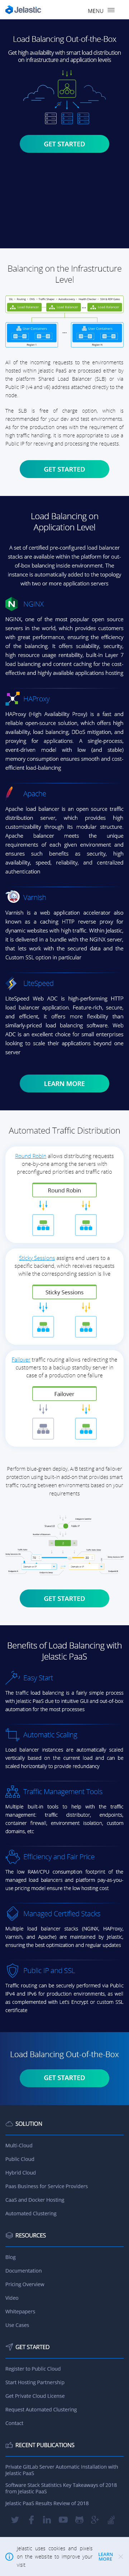 Jelastic
MENU
Load Balancing Out-of-the-Box
Get high availability with smart load distribution
on infrastructure and application levels
GET STARTED
Balancing on the Infrastructure
Level
User Containers
User Containers
Region 1
Region N
All of the incoming requests to the template-based
hosted within Jelastic PaaS are processed either by
platform Shared Load Balancer (SLB) or via Public
IPv4 and IPv6 addresses attached directly to the
node.
The SLB is free of charge option, which is
intended to be used in dev and test environments.
As for the production ones with the requirement of
high traffic handling, it is more appropriate to use a
Public IP for receiving and processing the requests.
GET STARTED
Load Balancing on
Application Level
A set of certified pre-configured load balancer
stacks are available within the platform for out-
of-box building of cluster environment. The
instance is automatically added to the topology
with two or more application servers
NGINX
NGINX, one of the most popular open source
servers in the world, which provides customers
with great performance, ensuring the efficiency of
the application. It offers scalability, safety, high
resource usage rentability, built-in Layer 7 load
balancing and content caching, delivering cost-
effective and highly available applications hosting
HAProxy
HAProxy (High Availability Proxy) is a fast and
reliable solution, which ensures high
availability, load balancing, DDoS mitigation, and
proxying for applications. A single-process,
event-driven model with low (and stable)
memory consumption ensures smooth and cost-
efficient load-balancing
Apache
Apache load balancer is an open source traffic
distribution server, which provides high
customizability through its modular structure.
Apache balancer meets the unique
requirements of each given environment and
ensures such benefits as security, high
availability, speed, reliability, and centralized
authentication
Varnish
Varnish is a web application accelerator also
known as caching HTTP reverse proxy for
dynamic websites with high traffic. Within Jelastic,
it is delivered in a bundle with the NGINX server,
intended for work with the secured data and the
Custom SSL option in particular
LiteSpeed
LiteSpeed Web ADC is high-performing HTTP
load balancer application. Feature-rich, secure,
and efficient, it offers more flexibility than
similarly-priced load balancing software. Web
ADC is an excellent choice for small enterprises
looking to scale their applications beyond one
server
LEARN MORE
Automated Traffic Distribution
Round Robin allows distributing requests
one-by-one among the servers with
preconfigured priorities and traffic ratio
Round Robin
Sticky Sessions assigns end users to a
specific backend, which receives requests
while the corresponding session is live
Sticky Sessions
Failover traffic routing allows redirecting the
customers to a backup standby server in
case of a production one failure
Failover
Perform blue-green deploy, A/B testing and failover
protection using built-in add-on, which also provides
smart traffic routing between environments based on your
requirements
GET STARTED
Benefits of Load Balancing with
Jelastic PaaS
Easy Start
The traffic load balancing is a fairly simple process
with Jelastic PaaS due to intuitive GUI and out-of-box
automation for the most processes
Automatic Scaling
Load balancer instances are automatically scaled
vertically based on the current load and can be
scaled horizontally to provide redundancy
Traffic Management Tools
Multiple built-in tools to help with the traffic
management: traffic distribution endpoints,
container firewall, environment isolation, custom
domains, etc
Efficiency and Fair Price
The low RAM/CPU consumption footprint of the
managed load balancers and platform pay-as-you-
use pricing model ensure the low hosting cost
Managed Certified Stacks
Multiple load balancer stacks (NGINX, HAProxy,
Varnish, and Apache) are maintained by Jelastic,
ensuring the best optimisation and regular updates
Public IP and SSL
Traffic routing can be securely performed via Public
IPv4 and IPv6 for production environments, as well
as complemented with Let's Encrypt or custom SSL
certificate
Load Balancing Out-of-the-Box
GET STARTED
SOLUTION
Multi-Cloud
Public Cloud
Hybrid Cloud
Paas Business for Service Providers
CaaS and Docker Hosting
Automated Clustering
RESOURCES
Blog
Documentation
Pricing Overview
Video
Whitepapers
Use Cases
GET STARTED
Register to Public Cloud
Start Hosting Partnership
Get Private Cloud License
Request Automated Clustering
Contact
RECENT PUBLICATIONS
Private GitLab Server Automatic Installation with
Jelastic PaaS
Software Stack Statistics Key Takeaways of 2018
from Jelastic PaaS
Jelastic PaaS Results Review of 2018
Jelastic uses cookies and pixels
on the website to improve your
visit
LEARN
MORE